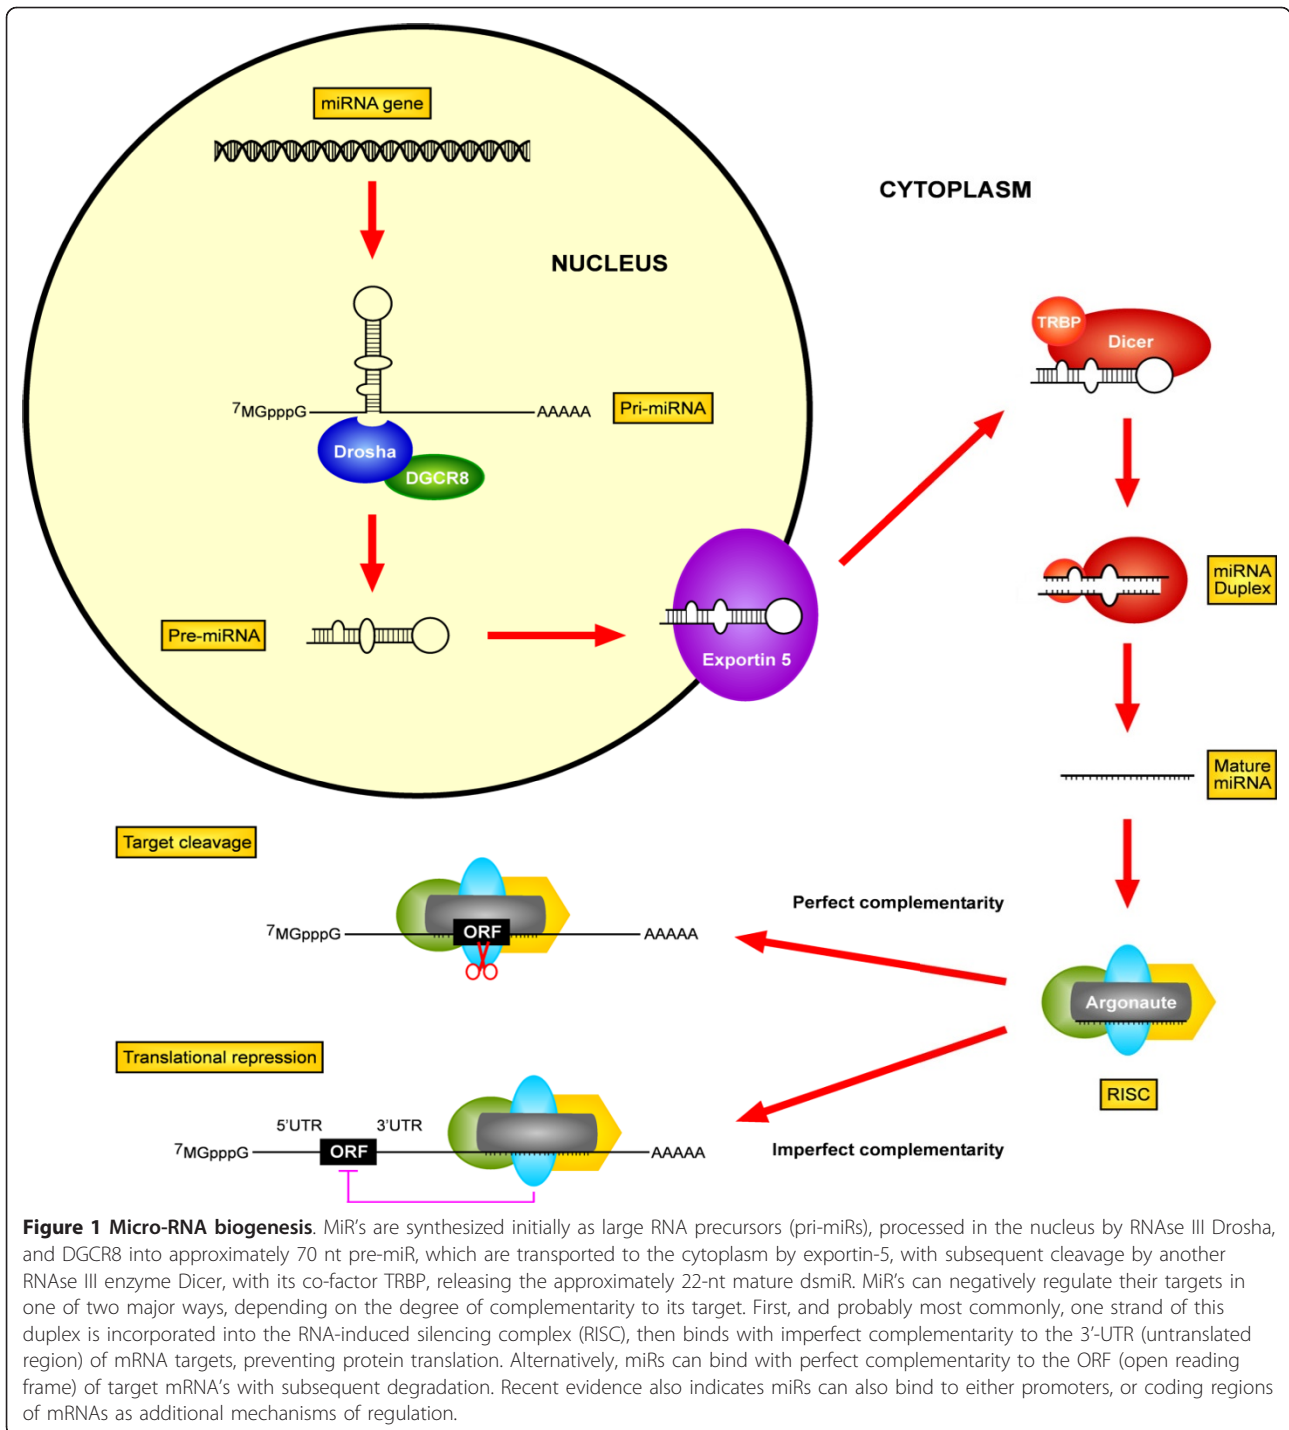 miRNA gene
CYTOPLASM
NUCLEUS
TRBP
Dicer
⁷MGpppG
AAAAA
Pri-miRNA
Drosha
DGCR8
miRNA
Duplex
Pre-miRNA
Exportin 5
Mature
miRNA
Target cleavage
Perfect complementarity
⁷MGpppG
ORF
AAAAA
Argonaute
Translational repression
RISC
5'UTR
3'UTR
⁷MGpppG
ORF
AAAAA
Imperfect complementarity
Figure 1 Micro-RNA biogenesis. MiR's are synthesized initially as large RNA precursors (pri-miRs), processed in the nucleus by RNAse III Drosha,
and DGCR8 into approximately 70 nt pre-miR, which are transported to the cytoplasm by exportin-5, with subsequent cleavage by another
RNAse III enzyme Dicer, with its co-factor TRBP, releasing the approximately 22-nt mature dsmiR. MiR's can negatively regulate their targets in
one of two major ways, depending on the degree of complementarity to its target. First, and probably most commonly, one strand of this
duplex is incorporated into the RNA-induced silencing complex (RISC), then binds with imperfect complementarity to the 3'-UTR (untranslated
region) of mRNA targets, preventing protein translation. Alternatively, miRs can bind with perfect complementarity to the ORF (open reading
frame) of target mRNA's with subsequent degradation. Recent evidence also indicates miRs can also bind to either promoters, or coding regions
of mRNAs as additional mechanisms of regulation.